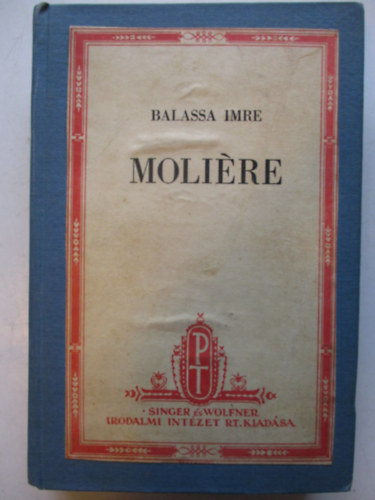 BALASSA IMRE
MOLIÈRE
PT
SINGER és WOLFNER
IRODALMI INTÉZET RT. KIADÁSA